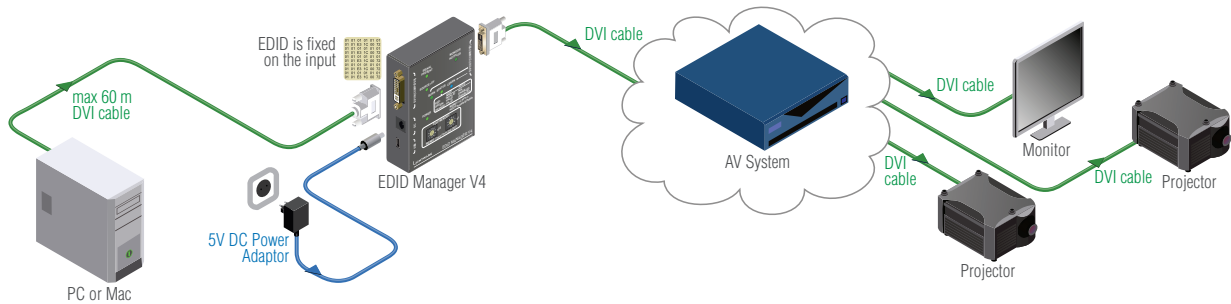 EDID is fixed
on the input
max 60 m
DVI cable
PC or Mac
5V DC Power
Adaptor
EDID Manager V4
DVI cable
AV System
DVI cable
Monitor
DVI
cable
Projector
DVI cable
Projector